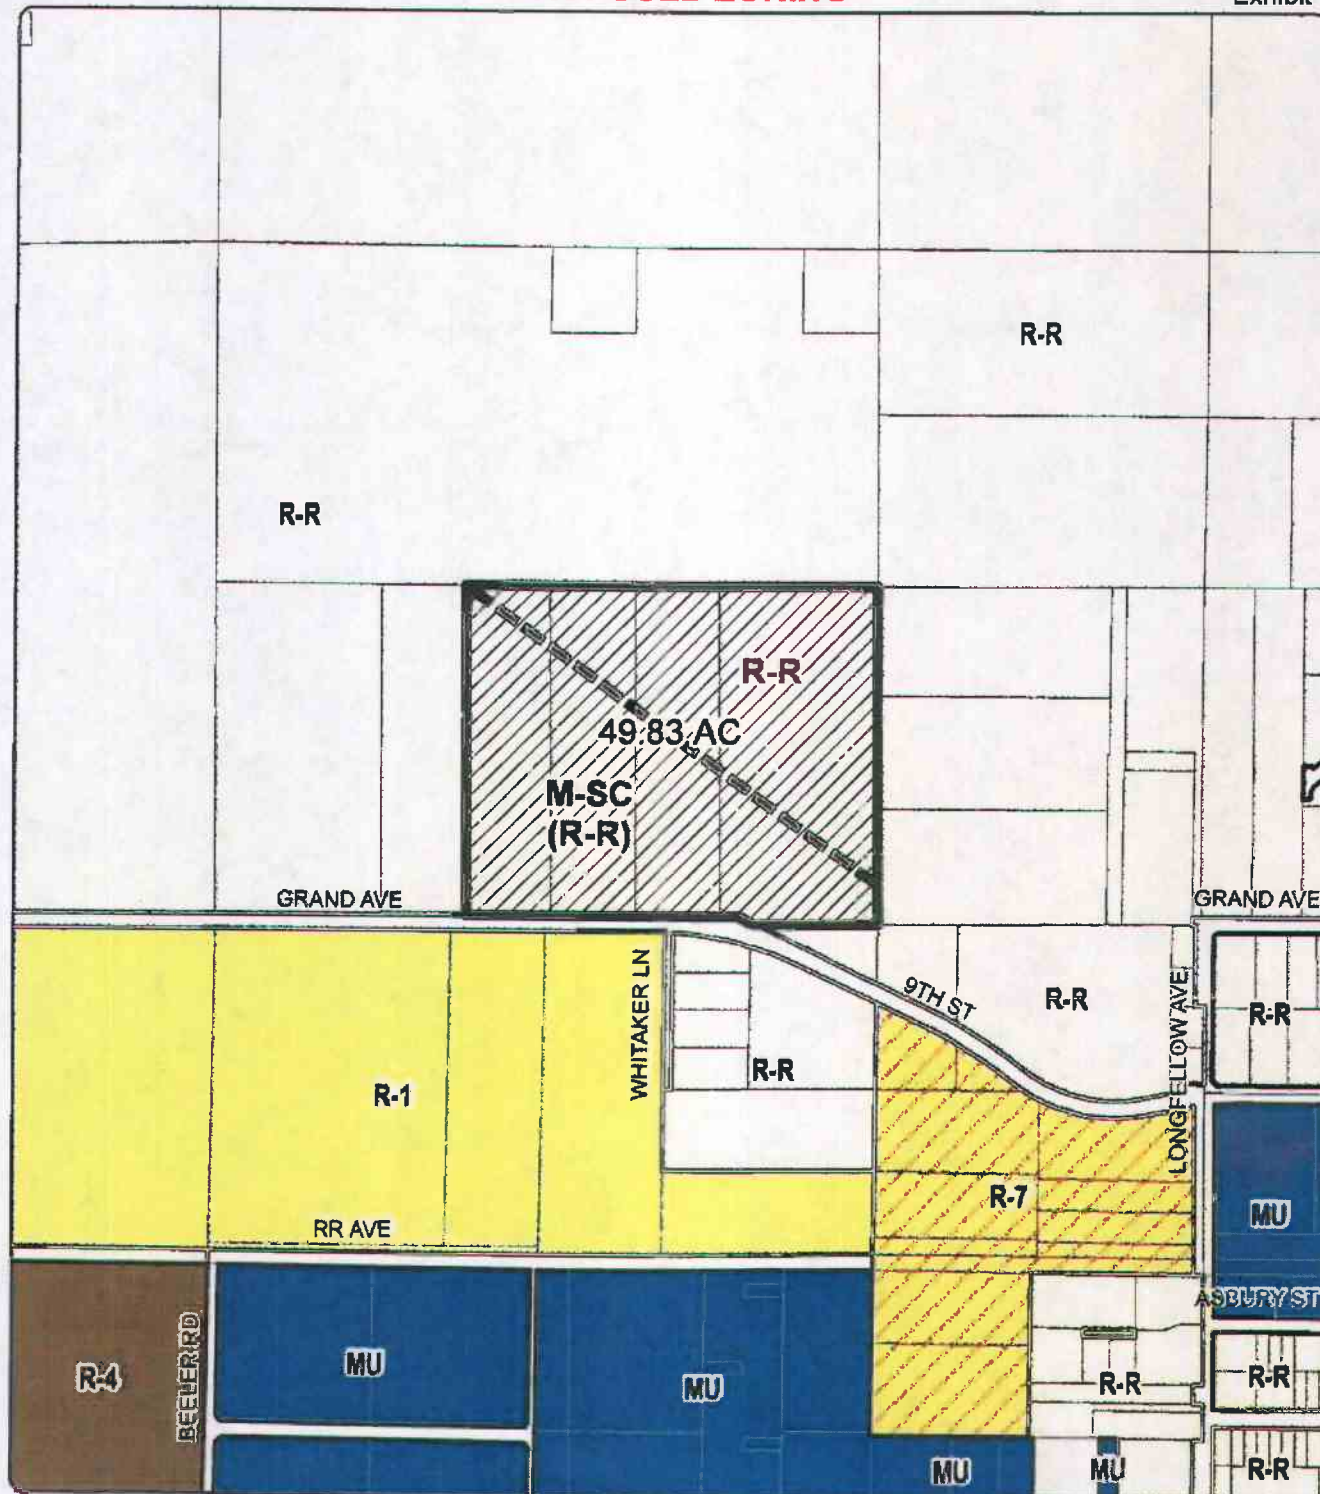 R-R
R-R
R-R
49.83 AC
M-SC
(R-R)
GRAND AVE
GRAND AVE
WHITAKER LN
9TH ST
R-R
LONGFELLOW AVE
R-R
R-R
R-1
R-7
MU
RR AVE
ASBURY ST
R-4
BEELER RD
MU
MU
R-R
R-R
MU
MU
R-R